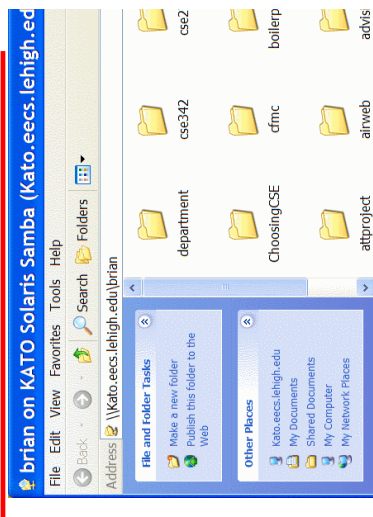 brian on KATO Solaris Samba (Kato.eecs.lehigh.ed
File Edit View Favorites Tools Help
Back Search Folders
Address \\Kato.eecs.lehigh.edu\brian
File and Folder Tasks
Make a new folder
Publish this folder to the
Web
Other Places
Kato.eecs.lehigh.edu
My Documents
Shared Documents
My Computer
My Network Places
department cse342 cse2
ChoosingCSE dfmc boilerp
attproject airweb advis